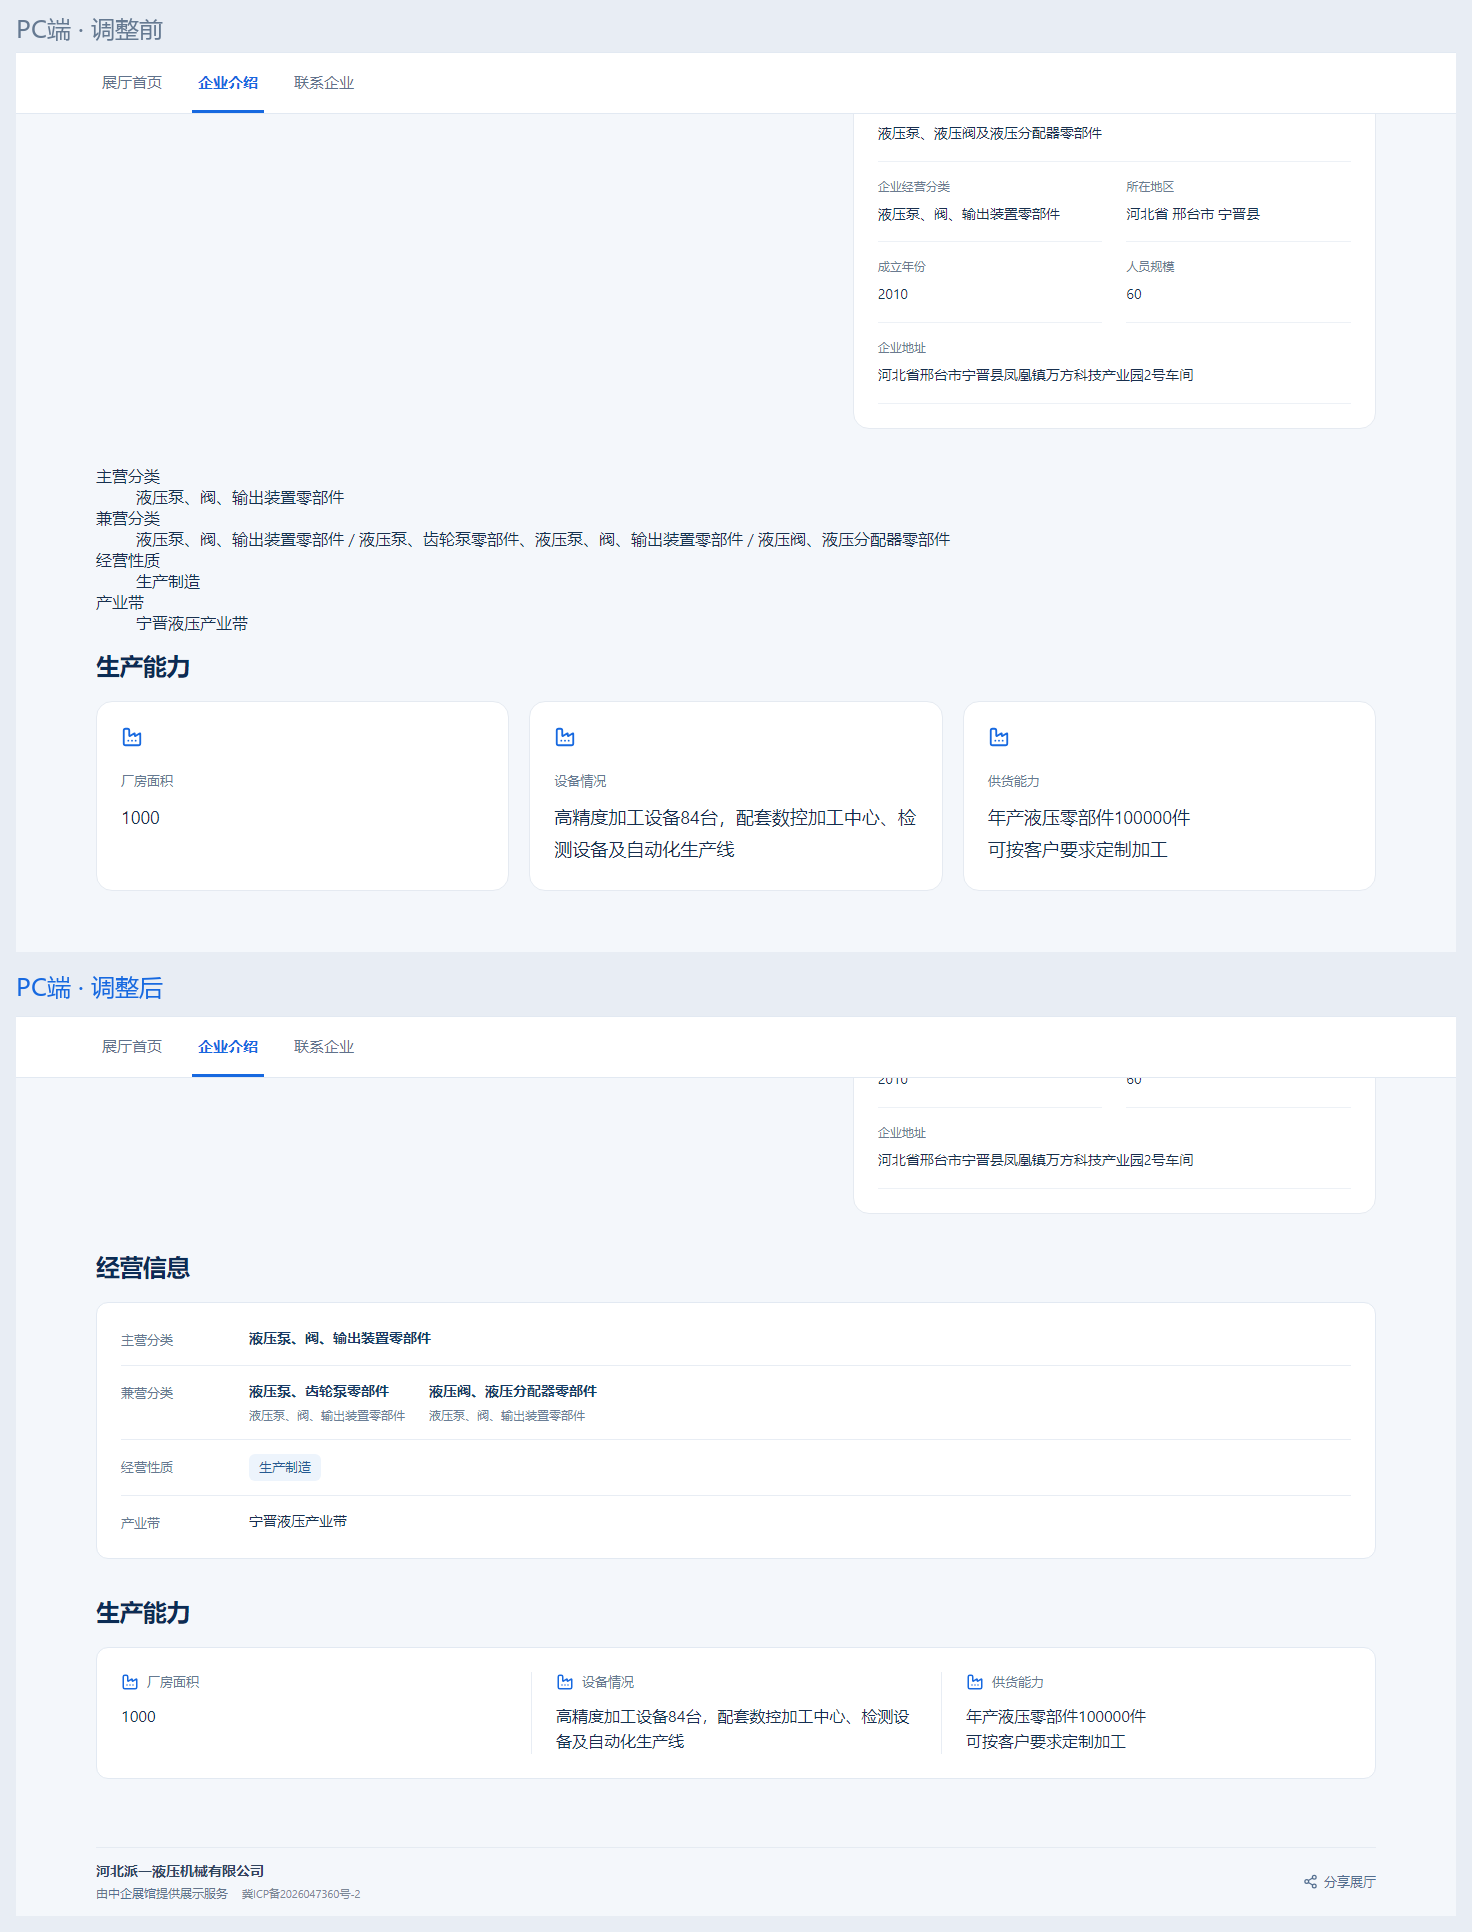 PC端 · 调整前
展厅首页 企业介绍 联系企业
液压泵、液压阀及液压分配器零部件
企业经营分类 所在地区
液压泵、阀、输出装置零部件 河北省 邢台市 宁晋县
成立年份 人员规模
2010 60
企业地址
河北省邢台市宁晋县凤凰镇万方科技产业园2号车间
主营分类
液压泵、阀、输出装置零部件
兼营分类
液压泵、阀、输出装置零部件 / 液压泵、齿轮泵零部件、液压泵、阀、输出装置零部件 / 液压阀、液压分配器零部件
经营性质
生产制造
产业带
宁晋液压产业带
生产能力
厂房面积 设备情况 供货能力
1000 高精度加工设备84台，配套数控加工中心、检 年产液压零部件100000件
测设备及自动化生产线 可按客户要求定制加工
PC端 · 调整后
展厅首页 企业介绍 联系企业
2010 60
企业地址
河北省邢台市宁晋县凤凰镇万方科技产业园2号车间
经营信息
主营分类 液压泵、阀、输出装置零部件
兼营分类 液压泵、齿轮泵零部件 液压阀、液压分配器零部件
液压泵、阀、输出装置零部件 液压泵、阀、输出装置零部件
经营性质 生产制造
产业带 宁晋液压产业带
生产能力
厂房面积 设备情况 供货能力
1000 高精度加工设备84台，配套数控加工中心、检测设 年产液压零部件100000件
备及自动化生产线 可按客户要求定制加工
河北派一液压机械有限公司
由中企展馆提供展示服务 冀ICP备2026047360号-2 分享展厅